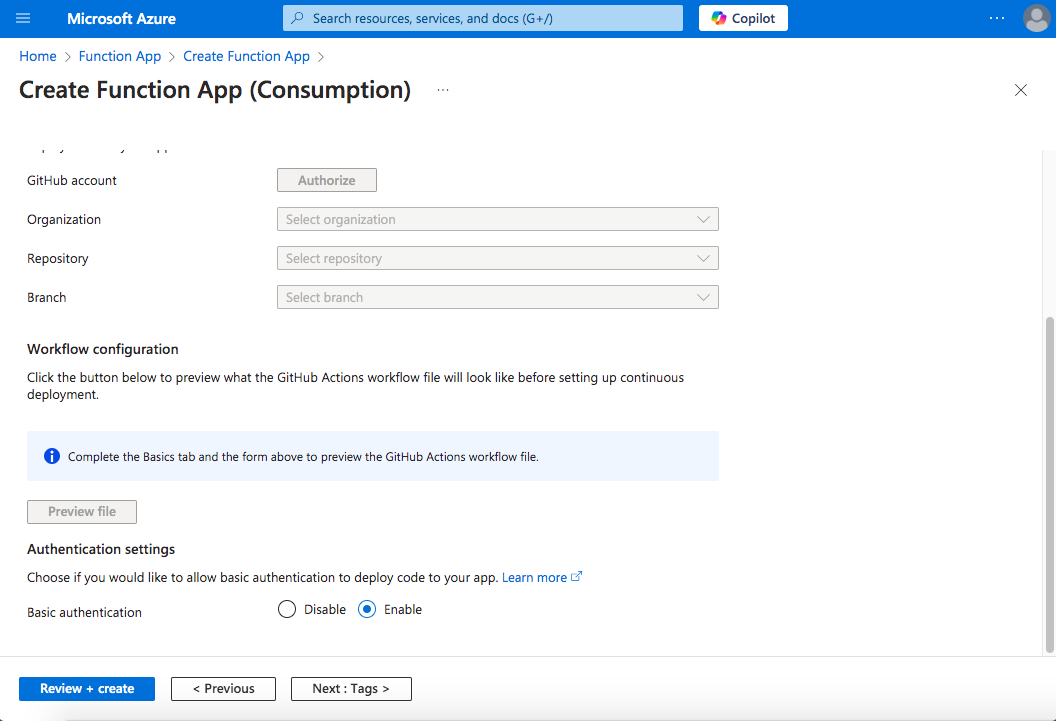 Microsoft Azure
Search resources, services, and docs (G+/)
Copilot
Home > Function App > Create Function App >
Create Function App (Consumption)
GitHub account
Authorize
Organization
Select organization
Repository
Select repository
Branch
Select branch
Workflow configuration
Click the button below to preview what the GitHub Actions workflow file will look like before setting up continuous
deployment.
Complete the Basics tab and the form above to preview the GitHub Actions workflow file.
Preview file
Authentication settings
Choose if you would like to allow basic authentication to deploy code to your app. Learn more
Basic authentication
Disable
Enable
Review + create
< Previous
Next : Tags >